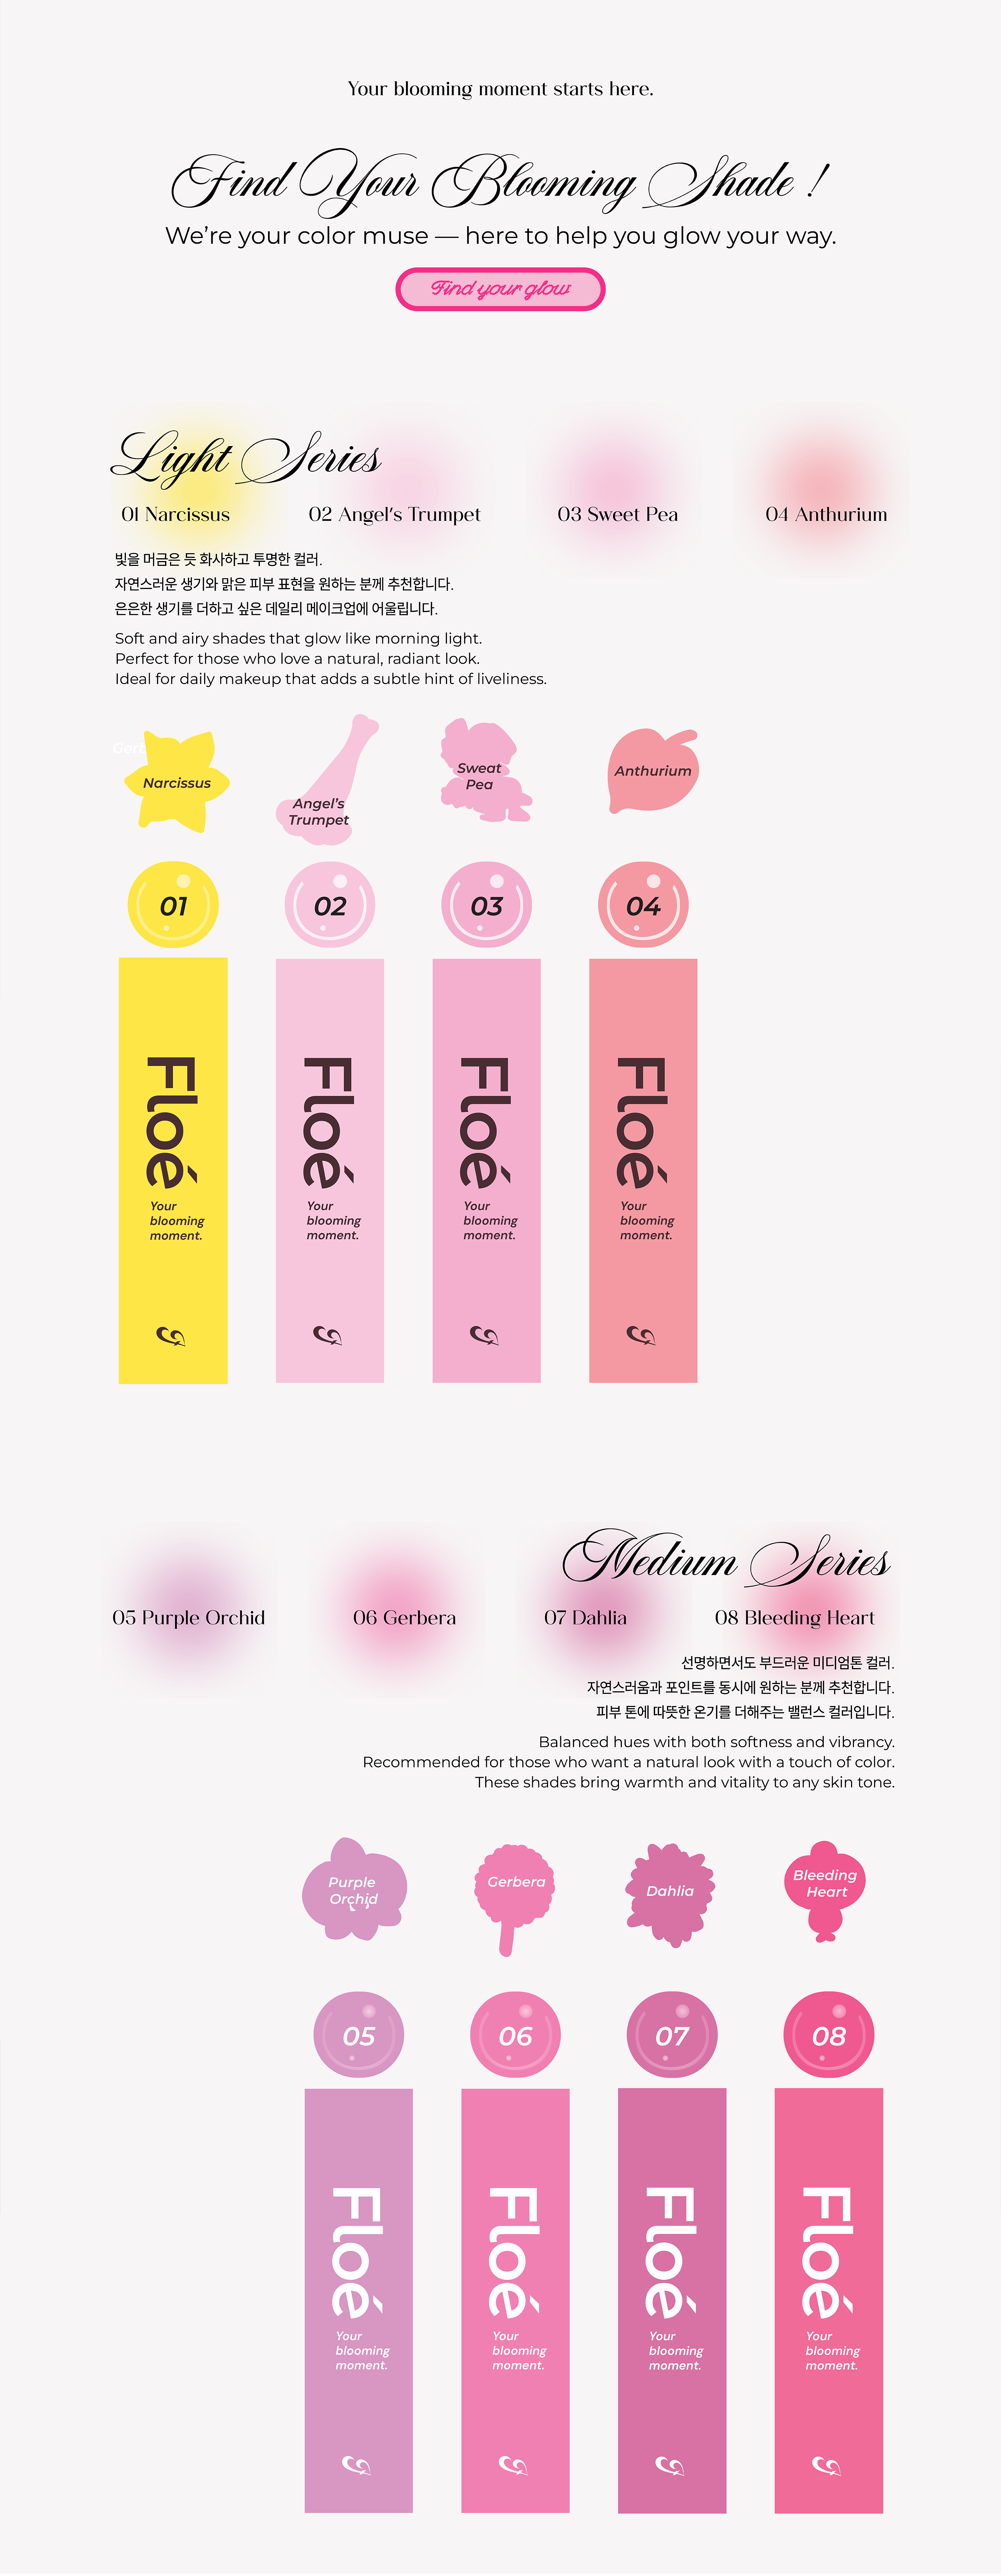 Your blooming moment starts here.
Find Your Blooming Shade !
We're your color muse — here to help you glow your way.
Find your glow
Light Series
01 Narcissus
02 Angel's Trumpet
03 Sweet Pea
04 Anthurium
빛을 머금은 듯 화사하고 투명한 컬러.
자연스러운 생기와 맑은 피부 표현을 원하는 분께 추천합니다.
은은한 생기를 더하고 싶은 데일리 메이크업에 어울립니다.
Soft and airy shades that glow like morning light.
Perfect for those who love a natural, radiant look.
Ideal for daily makeup that adds a subtle hint of liveliness.
Narcissus
Angel's
Trumpet
Sweat
Pea
Anthurium
01
02
03
04
Floé
Your
blooming
moment.
Floé
Your
blooming
moment.
Floé
Your
blooming
moment.
Floé
Your
blooming
moment.
Medium Series
05 Purple Orchid
06 Gerbera
07 Dahlia
08 Bleeding Heart
선명하면서도 부드러운 미디엄톤 컬러.
자연스러움과 포인트를 동시에 원하는 분께 추천합니다.
피부 톤에 따뜻한 온기를 더해주는 밸런스 컬러입니다.
Balanced hues with both softness and vibrancy.
Recommended for those who want a natural look with a touch of color.
These shades bring warmth and vitality to any skin tone.
Purple
Orchid
Gerbera
Dahlia
Bleeding
Heart
05
06
07
08
Floé
Your
blooming
moment.
Floé
Your
blooming
moment.
Floé
Your
blooming
moment.
Floé
Your
blooming
moment.